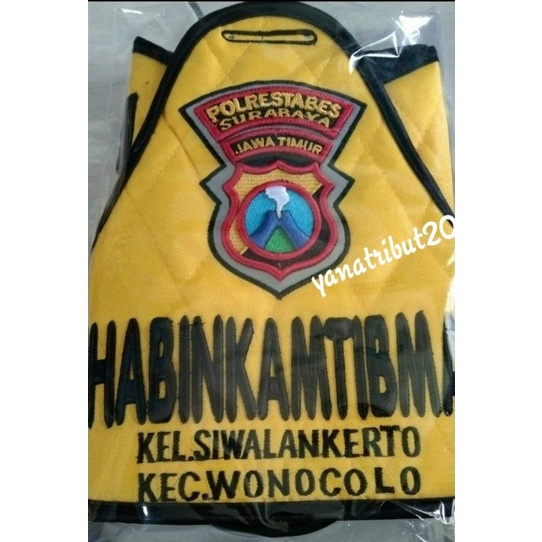 POLRESTABES
SURABAYA
JAWA TIMUR
yanatribut20
HABINKAMTIBMA
KEL.SIWALANKERTO
KEC.WONOCOLO